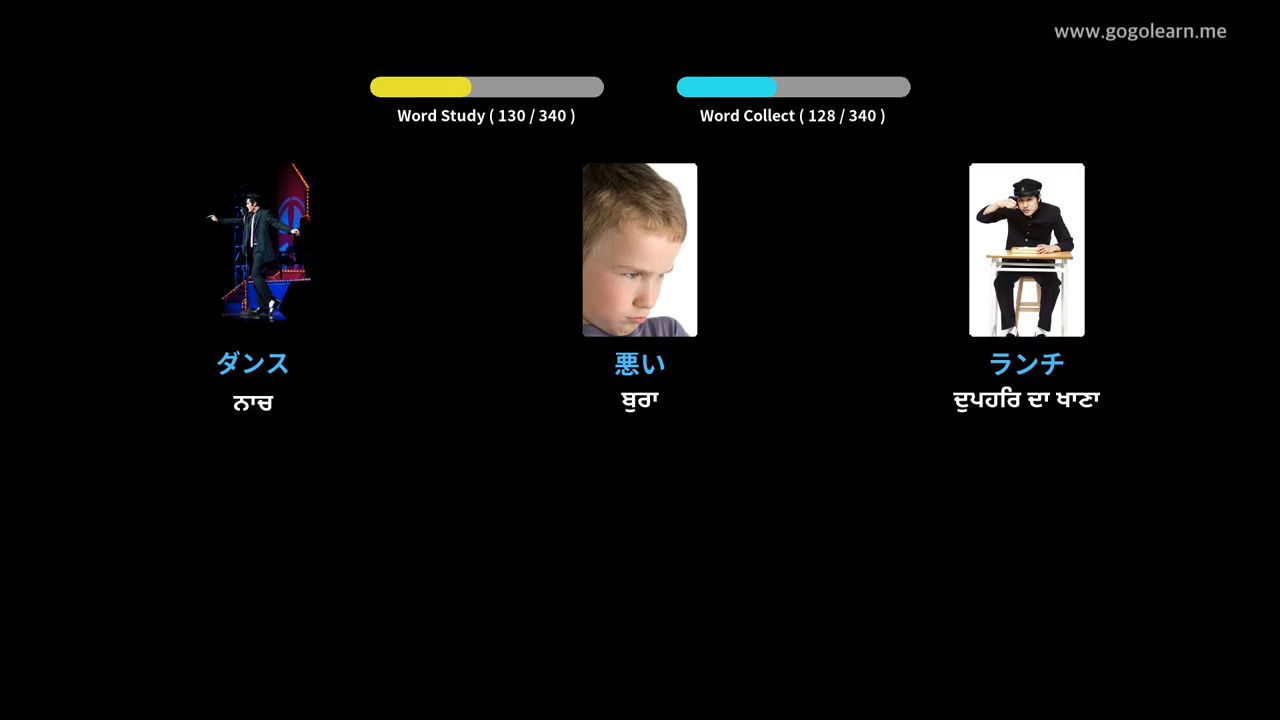 www.gogolearn.me
Word Study ( 130 / 340 )
Word Collect ( 128 / 340 )
ダンス
悪い
ランチ
ਨਾਚ
ਬੁਰਾ
ਦੁਪਹਰਿ ਦਾ ਖਾਣਾ